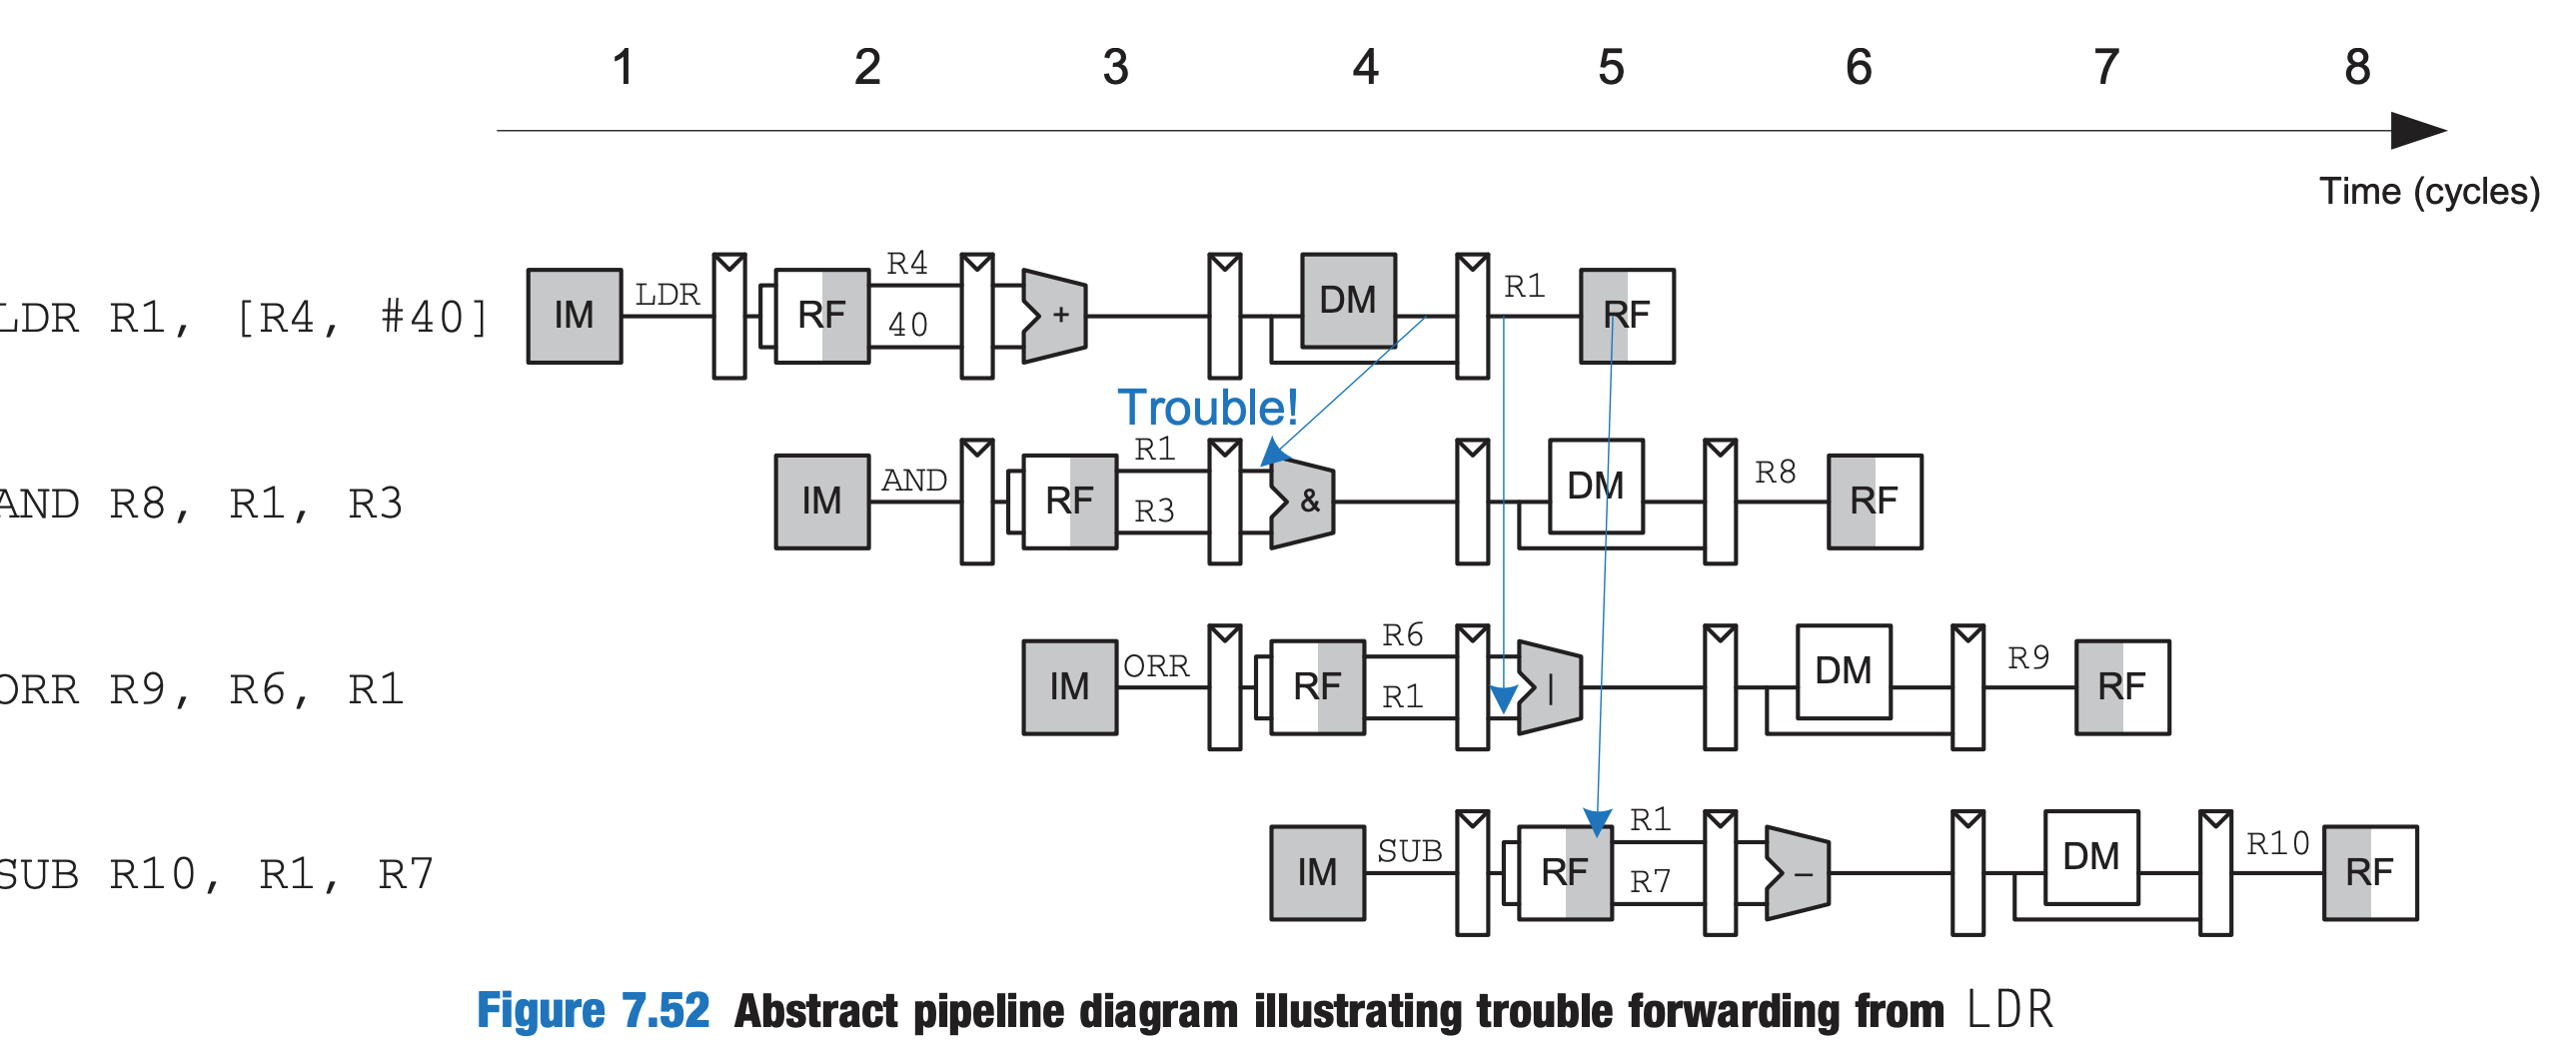 1 2 3 4 5 6 7 8
Time (cycles)
LDR R1, [R4, #40] IM LDR RF R4 40 + DM R1 RF
Trouble!
AND R8, R1, R3 IM AND RF R1 R3 & DM R8 RF
ORR R9, R6, R1 IM ORR RF R6 R1 | DM R9 RF
SUB R10, R1, R7 IM SUB RF R1 R7 − DM R10 RF
Figure 7.52 Abstract pipeline diagram illustrating trouble forwarding from LDR